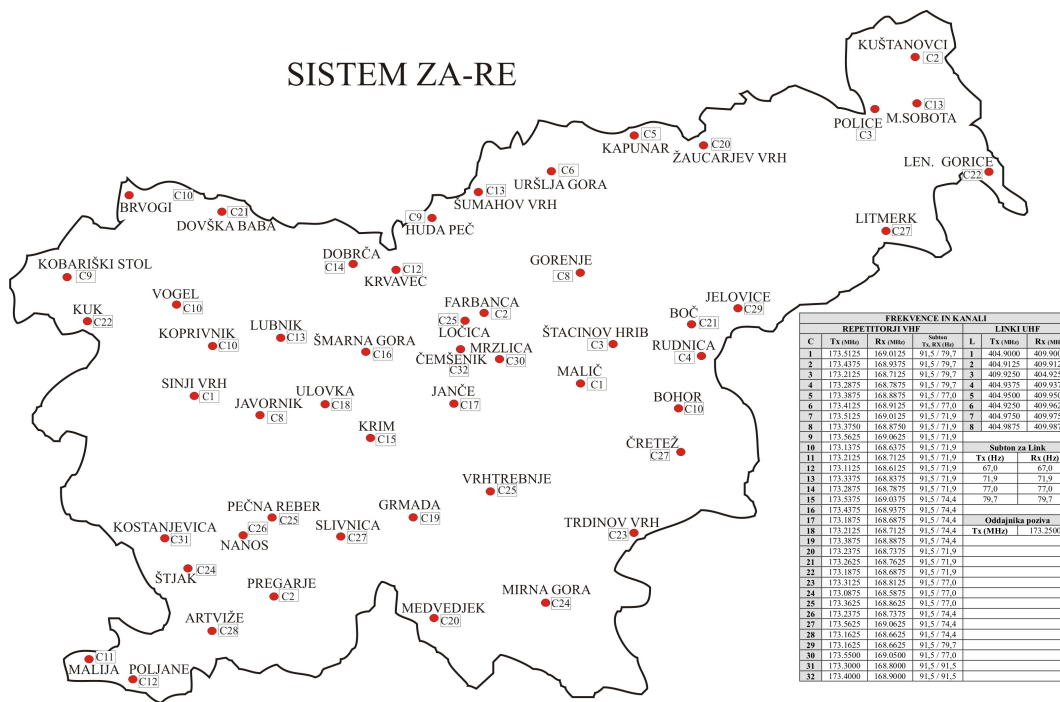 SISTEM ZA-RE
KUŠTANOVCI
C2
C13
M.SOBOTA
POLICE
C3
KAPUNAR
C5
C20
ŽAUCARJEV VRH
LEN. GORICE
C22
C6
URŠLJA GORA
C13
ŠUMAHOV VRH
C9
HUDA PEČ
C10
BRVOGI
C21
DOVŠKA BABA
LITMERK
C27
DOBRČA
C14
C12
KRVAVEC
GORENJE
C8
KOBARIŠKI STOL
C9
VOGEL
C10
KUK
C22
KOPRIVNIK
C10
LUBNIK
C13
ŠMARNA GORA
C16
FARBANCA
C2
C25
LOČICA
MRZLICA
C30
ČEMŠENIK
C32
ŠTACINOV HRIB
C3
JELOVICE
C29
BOČ
C21
RUDNICA
C4
MALIČ
C1
SINJI VRH
C1
JAVORNIK
C8
ULOVKA
C18
JANČE
C17
BOHOR
C10
KRIM
C15
ČRETEŽ
C27
VRHTREBNJE
C25
PEČNA REBER
C25
GRMADA
C19
KOSTANJEVICA
C31
C26
NANOS
SLIVNICA
C27
TRDINOV VRH
C23
C24
ŠTJAK
PREGARJE
C2
MIRNA GORA
C24
MEDVEDJEK
C20
ARTVIŽE
C28
C11
MALIJA
POLJANE
C12
FREKVENCE IN KANALI
REPETITORJI VHF LINKI UHF
C Tx (MHz) Rx (MHz) Subton Tx, RX (Hz) L Tx (MHz) Rx
1 173.5125 169.0125 91,5 / 79,7 1 404.9000 409.900
2 173.4375 168.9375 91,5 / 79,7 2 404.9125 409.912
3 173.2125 168.7125 91,5 / 79,7 3 409.9250 404.925
4 173.2875 168.7875 91,5 / 79,7 4 404.9375 409.937
5 173.3875 168.8875 91,5 / 77,0 5 404.9500 409.950
6 173.4125 168.9125 91,5 / 77,0 6 404.9250 409.962
7 173.5125 169.0125 91,5 / 71,9 7 404.9750 409.975
8 173.3750 168.8750 91,5 / 71,9 8 404.9875 409.987
9 173.5625 169.0625 91,5 / 71,9
10 173.1375 168.6375 91,5 / 71,9 Subton za Link
11 173.2125 168.7125 91,5 / 71,9 Tx (Hz) Rx (Hz)
12 173.1125 168.6125 91,5 / 71,9 67,0 67,0
13 173.3375 168.8375 91,5 / 71,9 71,9 71,9
14 173.2875 168.7875 91,5 / 71,9 77,0 77,0
15 173.5375 169.0375 91,5 / 74,4 79,7 79,7
16 173.4375 168.9375 91,5 / 74,4
17 173.1875 168.6875 91,5 / 74,4 Oddajnika poziva
18 173.2125 168.7125 91,5 / 74,4 Tx (MHz) 173.2500
19 173.3875 168.8875 91,5 / 74,4
20 173.2375 168.7375 91,5 / 71,9
21 173.2625 168.7625 91,5 / 71,9
22 173.1875 168.6875 91,5 / 71,9
23 173.3125 168.8125 91,5 / 77,0
24 173.0875 168.5875 91,5 / 77,0
25 173.3625 168.8625 91,5 / 77,0
26 173.2375 168.7375 91,5 / 74,4
27 173.5625 169.0625 91,5 / 74,4
28 173.1625 168.6625 91,5 / 74,4
29 173.1625 168.6625 91,5 / 79,7
30 173.5500 169.0500 91,5 / 77,0
31 173.3000 168.8000 91,5 / 91,5
32 173.4000 168.9000 91,5 / 91,5